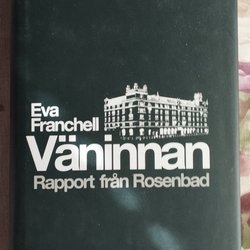 Eva
Franchell
Väninnan
Rapport från Rosenbad